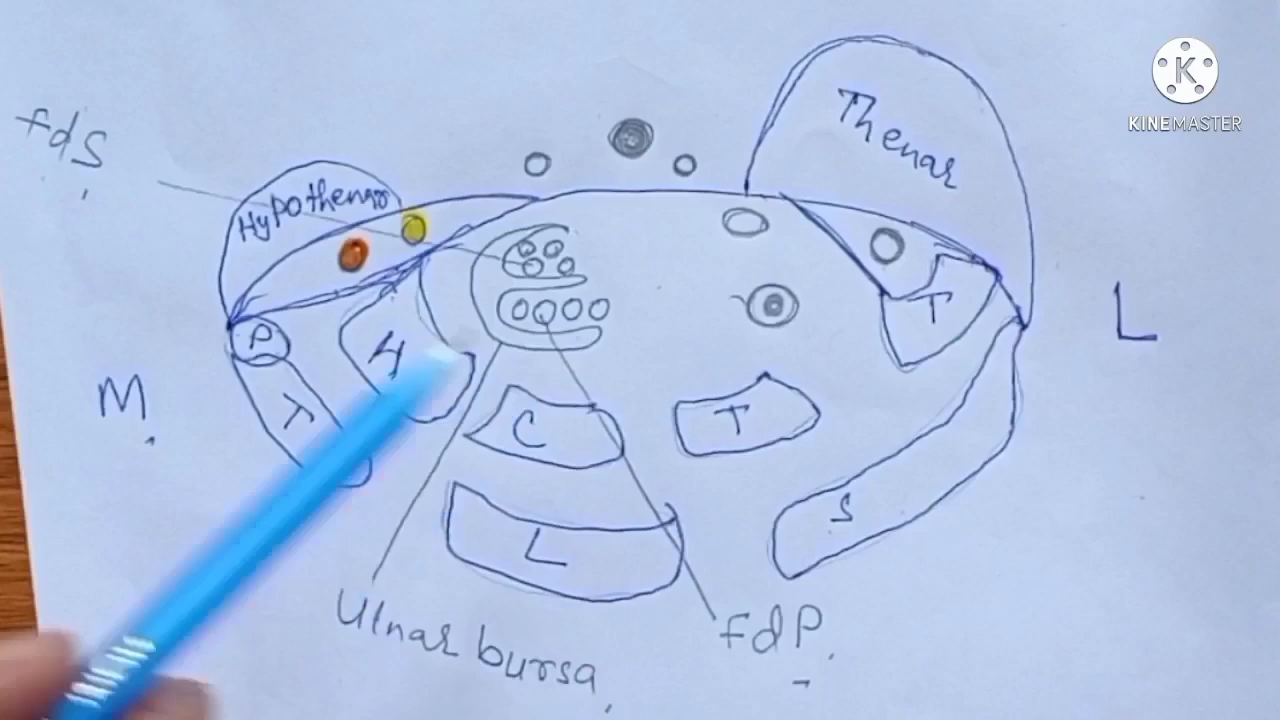 fds
Hypothenar
Thenar
K
KINEMASTER
P
H
T
T
L
M
T
C
T
S
L
Ulnar bursa
fdP